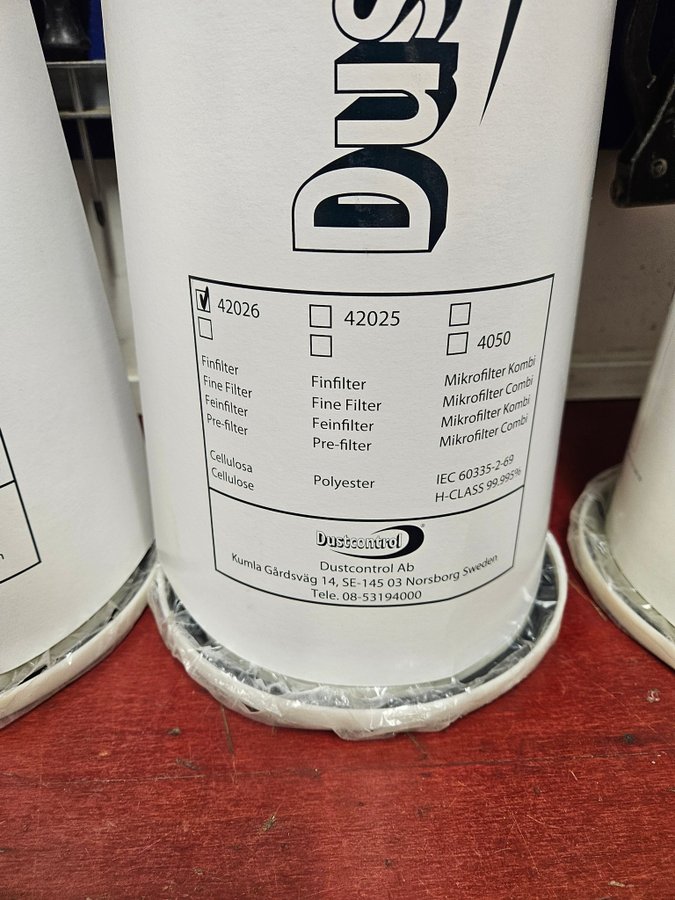 Dus
42026
42025
4050
Finfilter
Fine Filter
Feinfilter
Pre-filter
Cellulosa
Cellulose
Finfilter
Fine Filter
Feinfilter
Pre-filter
Polyester
Mikrofilter Kombi
Mikrofilter Combi
Mikrofilter Kombi
Mikrofilter Combi
IEC 60335-2-69
H-CLASS 99.995%
Dustcontrol®
Dustcontrol Ab
Kumla Gårdsväg 14, SE-145 03 Norsborg Sweden
Tele. 08-53194000